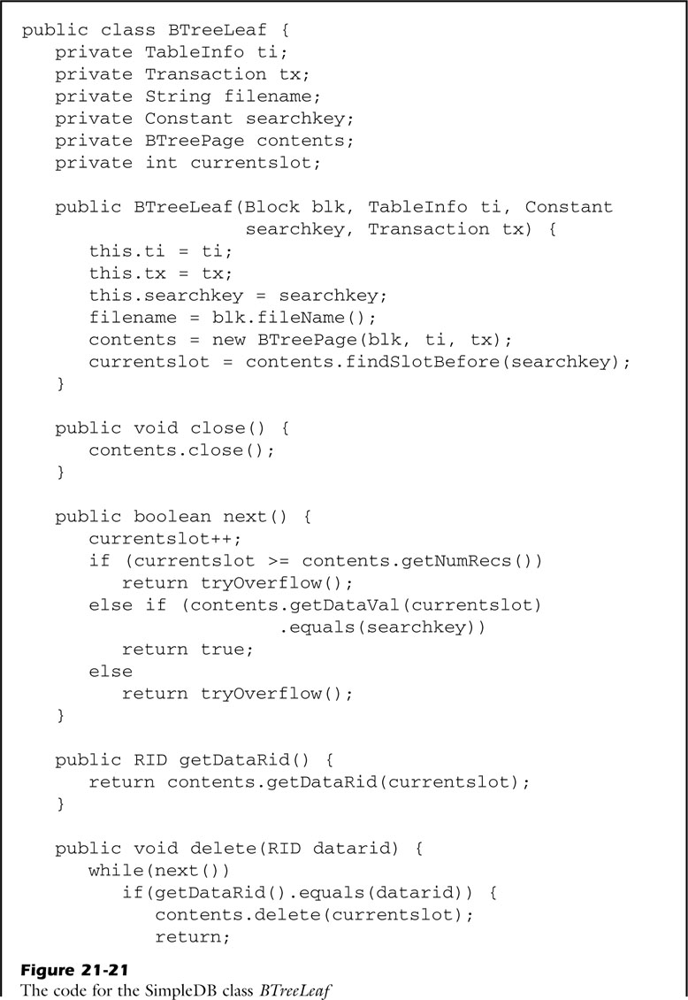 public class BTreeLeaf {
private TableInfo ti;
private Transaction tx;
private String filename;
private Constant searchkey;
private BTreePage contents;
private int currentslot;
public BTreeLeaf(Block blk, TableInfo ti, Constant
searchkey, Transaction tx) {
this.ti = ti;
this.tx = tx;
this.searchkey = searchkey;
filename = blk.fileName();
contents = new BTreePage(blk, ti, tx);
currentslot = contents.findSlotBefore(searchkey);
}
public void close() {
contents.close();
}
public boolean next() {
currentslot++;
if (currentslot >= contents.getNumRecs())
return tryOverflow();
else if (contents.getDataVal(currentslot)
.equals(searchkey))
return true;
else
return tryOverflow();
}
public RID getDataRid() {
return contents.getDataRid(currentslot);
}
public void delete(RID datarid) {
while(next())
if(getDataRid().equals(datarid)) {
contents.delete(currentslot);
return;
Figure 21-21
The code for the SimpleDB class BTreeLeaf